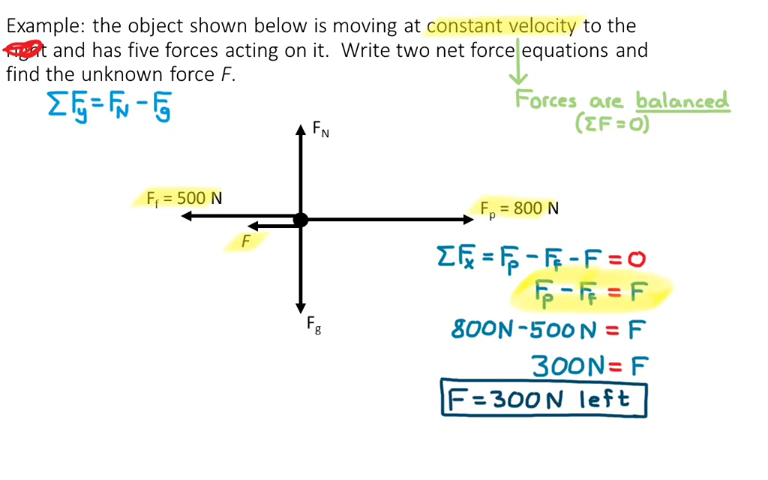 Example: the object shown below is moving at constant velocity to the
and has five forces acting on it. Write two net force equations and
find the unknown force F.
ΣFy = FN - Fg
Forces are balanced
(ΣF = 0)
FN
Ff = 500 N
Fp = 800 N
F
Fg
ΣFx = Fp - Ff - F = 0
Fp - Ff = F
800N - 500N = F
300N = F
F = 300N left